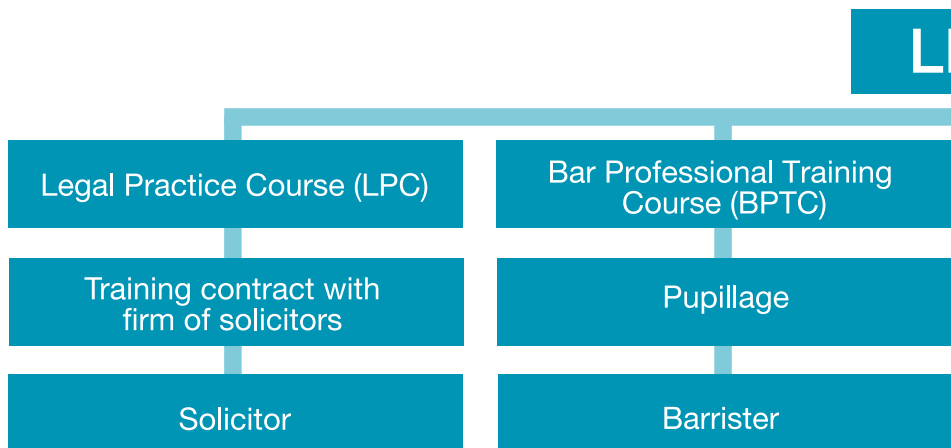 Legal Practice Course (LPC)
Bar Professional Training
Course (BPTC)
Training contract with
firm of solicitors
Pupillage
Solicitor
Barrister